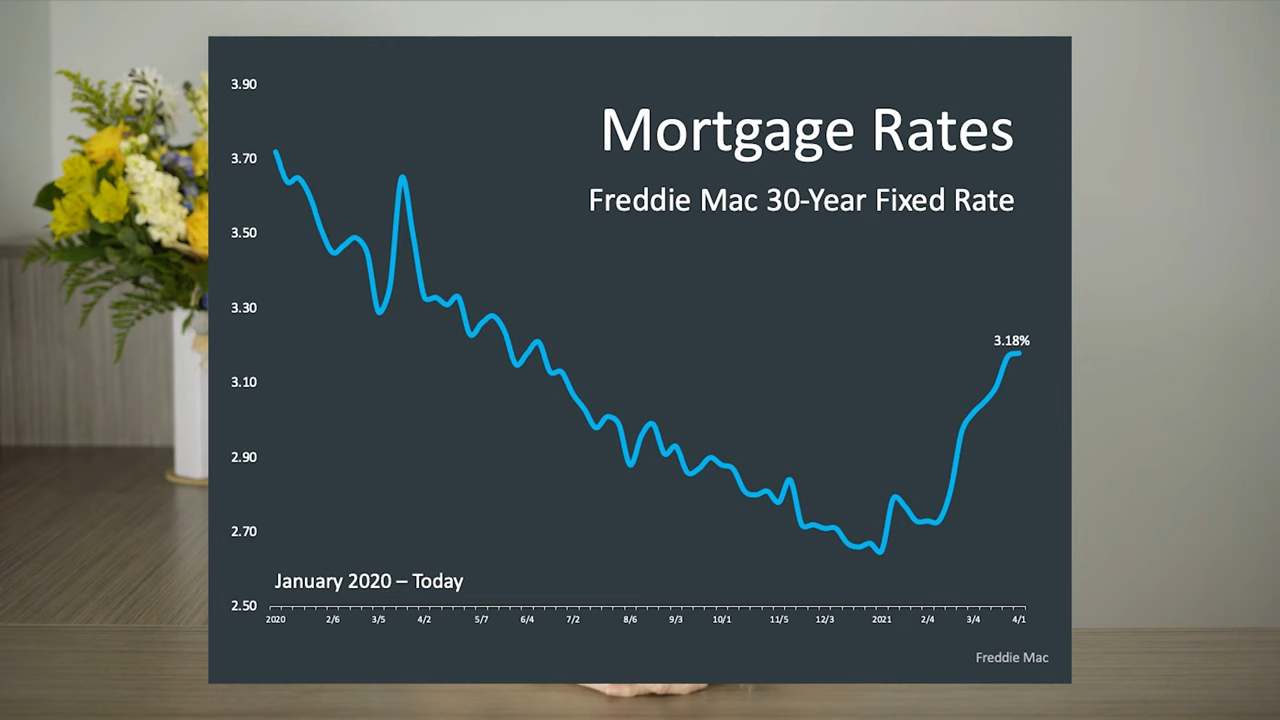 Mortgage Rates
Freddie Mac 30-Year Fixed Rate
3.90
3.70
3.50
3.30
3.10
2.90
2.70
2.50
3.18%
January 2020 – Today
2020 2/6 3/5 4/2 5/7 6/4 7/2 8/6 9/3 10/1 11/5 12/3 2021 2/4 3/4 4/1
Freddie Mac